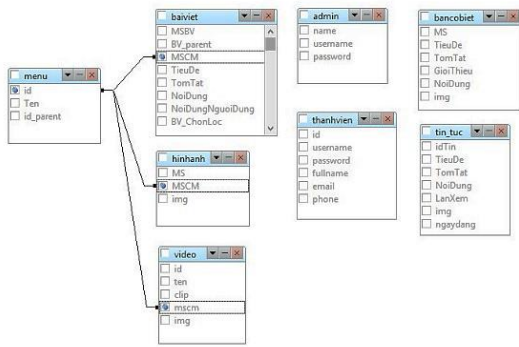 menu
id
Ten
id_parent
baiviet
MSBV
BV_parent
MSCM
TieuDe
TomTat
NoiDung
NoiDungNguoiDung
BV_ChonLoc
hinhanh
MS
MSCM
img
video
id
ten
clip
mscm
img
admin
name
username
password
thanhvien
id
username
password
fullname
email
phone
bancobiet
MS
TieuDe
TomTat
GioiThieu
NoiDung
img
tin_tuc
idTin
TieuDe
TomTat
NoiDung
LanXem
img
ngaydang